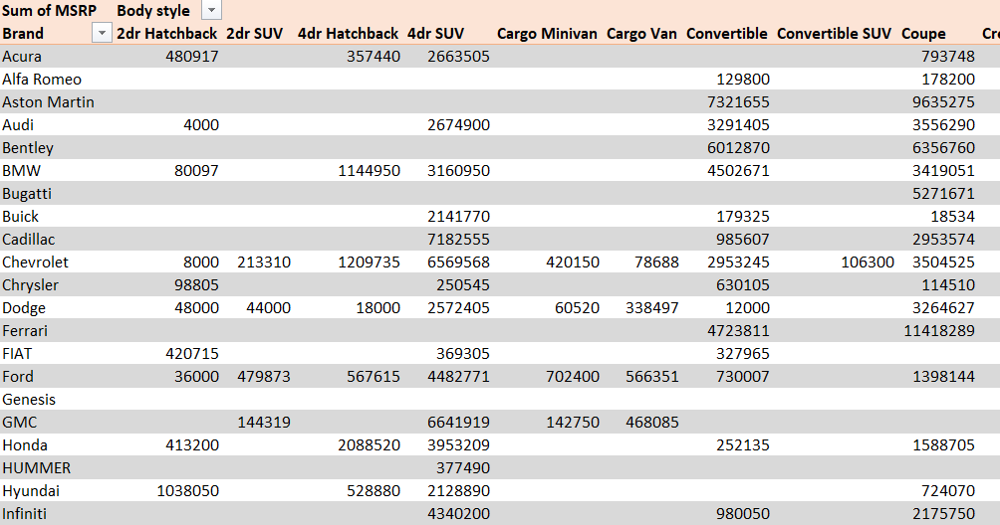 Sum of MSRP Body style
Brand 2dr Hatchback 2dr SUV 4dr Hatchback 4dr SUV Cargo Minivan Cargo Van Convertible Convertible SUV Coupe Cr
Acura 480917 357440 2663505 793748
Alfa Romeo 129800 178200
Aston Martin 7321655 9635275
Audi 4000 2674900 3291405 3556290
Bentley 6012870 6356760
BMW 80097 1144950 3160950 4502671 3419051
Bugatti 5271671
Buick 2141770 179325 18534
Cadillac 7182555 985607 2953574
Chevrolet 8000 213310 1209735 6569568 420150 78688 2953245 106300 3504525
Chrysler 98805 250545 630105 114510
Dodge 48000 44000 18000 2572405 60520 338497 12000 3264627
Ferrari 4723811 11418289
FIAT 420715 369305 327965
Ford 36000 479873 567615 4482771 702400 566351 730007 1398144
Genesis
GMC 144319 6641919 142750 468085
Honda 413200 2088520 3953209 252135 1588705
HUMMER 377490
Hyundai 1038050 528880 2128890 724070
Infiniti 4340200 980050 2175750